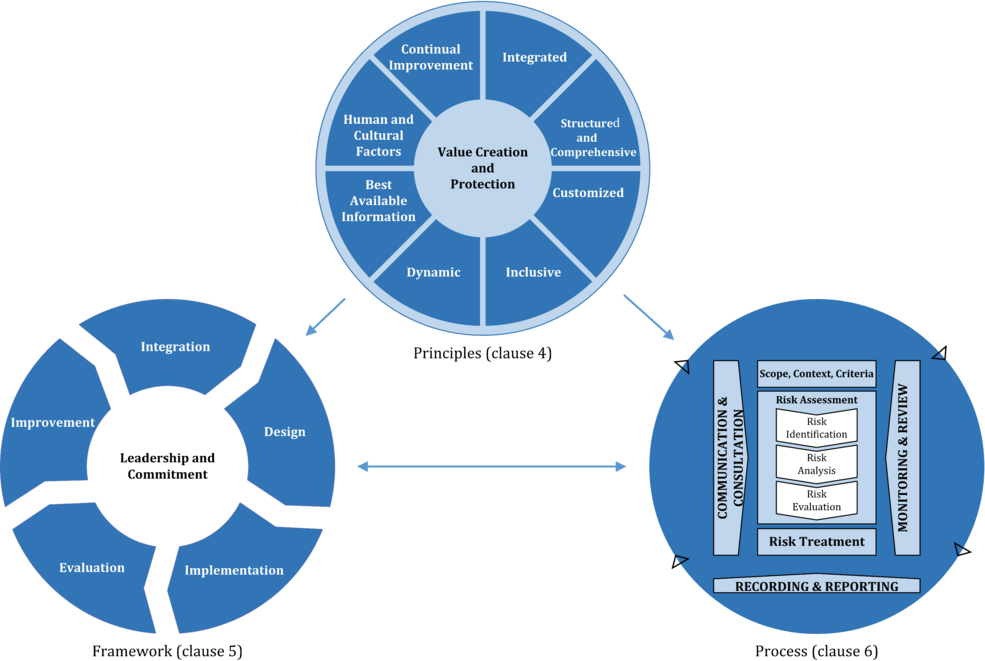 Continual
Improvement
Integrated
Human and
Cultural
Factors
Structured
and
Comprehensive
Value Creation
and
Protection
Best
Available
Information
Customized
Dynamic
Inclusive
Principles (clause 4)
Integration
Improvement
Design
Leadership and
Commitment
Evaluation
Implementation
Framework (clause 5)
Scope, Context, Criteria
Risk Assessment
Risk
Identification
Risk
Analysis
Risk
Evaluation
Risk Treatment
COMMUNICATION &
CONSULTATION
MONITORING & REVIEW
RECORDING & REPORTING
Process (clause 6)